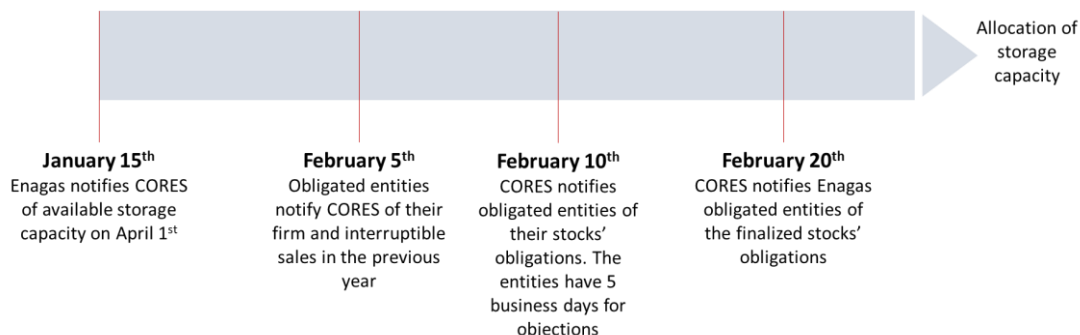 Allocation of
storage
capacity
January 15th
Enagas notifies CORES
of available storage
capacity on April 1st
February 5th
Obligated entities
notify CORES of their
firm and interruptible
sales in the previous
year
February 10th
CORES notifies
obligated entities of
their stocks'
obligations. The
entities have 5
business days for
objections
February 20th
CORES notifies Enagas
obligated entities of
the finalized stocks'
obligations